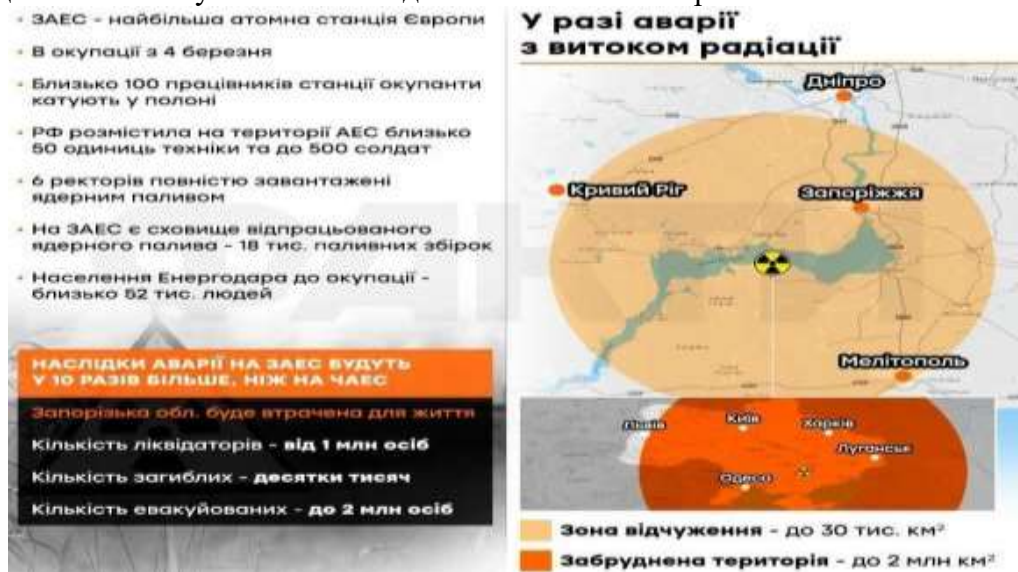 ЗАЕС - найбільша атомна станція Європи
В окупації з 4 березня
Близько 100 працівників станції окупанти
катують у полоні
РФ розмістила на території АЕС близько
50 одиниць техніки та до 500 солдат
6 ректорів повністю завантажені
ядерним паливом
На ЗАЕС є сховище відпрацьованого
ядерного палива - 18 тис. паливних збірок
Населення Енергодара до окупації -
близько 52 тис. людей
НАСЛІДКИ АВАРІЇ НА ЗАЕС БУДУТЬ
У 10 РАЗІВ БІЛЬШЕ, НІЖ НА ЧАЕС
Запорізька обл. буде втрачена для життя
Кількість ліквідаторів - від 1 млн осіб
Кількість загиблих - десятки тисяч
Кількість евакуйованих - до 2 млн осіб
У разі аварії
з витоком радіації
Дніпро
Кривий Ріг
Запоріжжя
Мелітополь
Львів
Київ
Харків
Луганськ
Одеса
Зона відчуження - до 30 тис. км²
Забруднена територія - до 2 млн км²